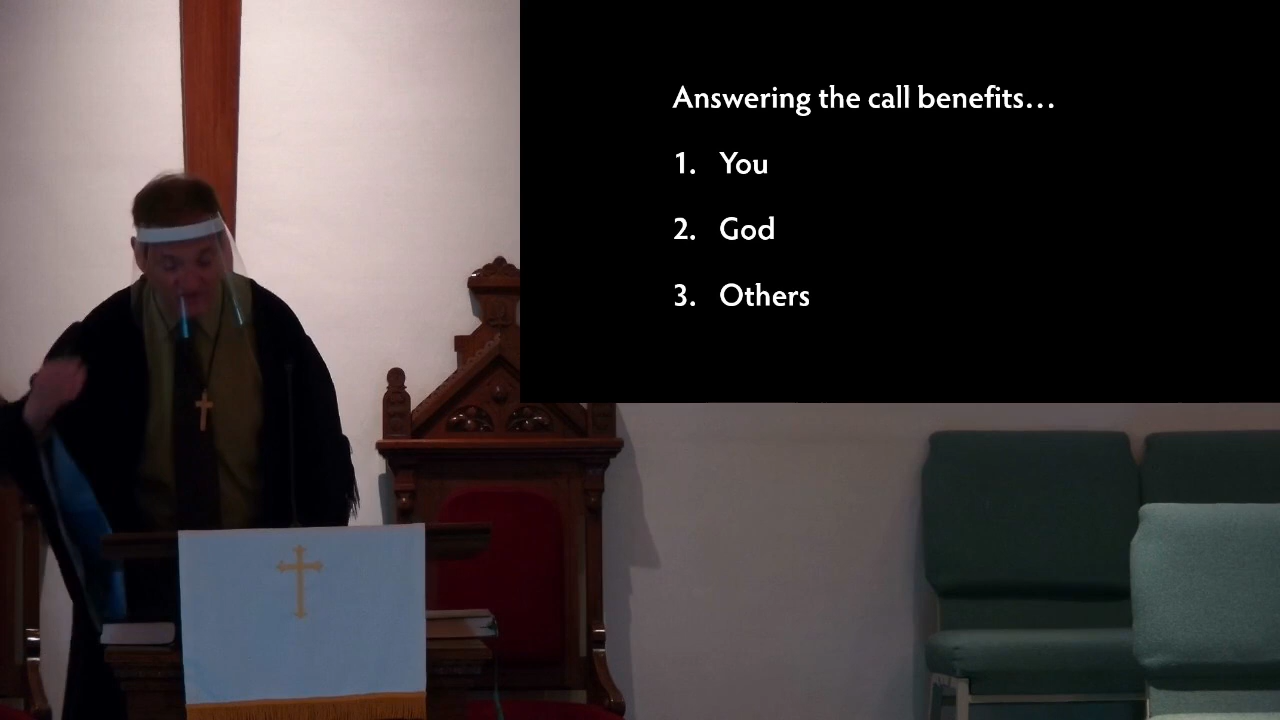 Answering the call benefits…
1. You
2. God
3. Others